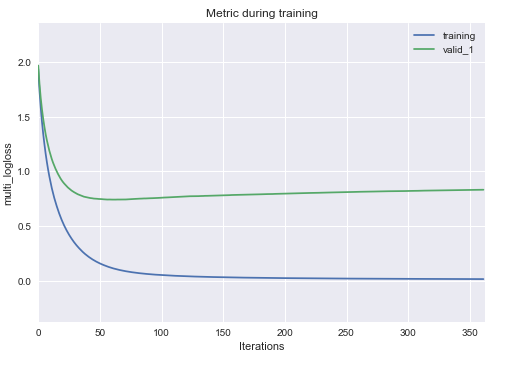 Metric during training
training
valid_1
multi_logloss
2.0
1.5
1.0
0.5
0.0
0 50 100 150 200 250 300 350
Iterations